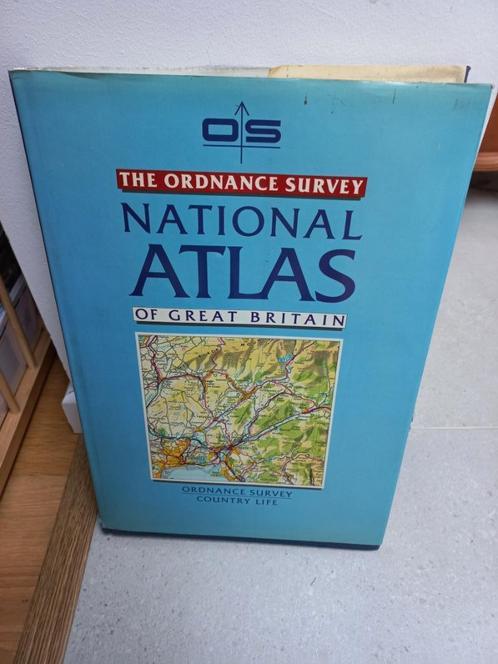 OS
THE ORDNANCE SURVEY
NATIONAL
ATLAS
OF GREAT BRITAIN
ORDNANCE SURVEY
COUNTRY LIFE